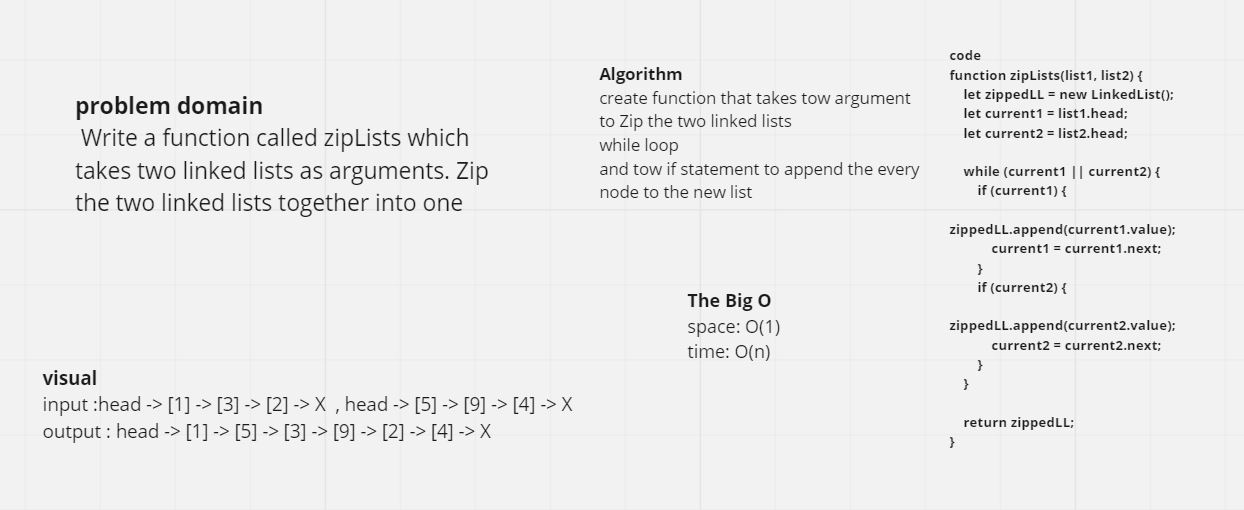 problem domain
Write a function called zipLists which
takes two linked lists as arguments. Zip
the two linked lists together into one
visual
input :head -> [1] -> [3] -> [2] -> X , head -> [5] -> [9] -> [4] -> X
output : head -> [1] -> [5] -> [3] -> [9] -> [2] -> [4] -> X
Algorithm
create function that takes tow argument
to Zip the two linked lists
while loop
and tow if statement to append the every
node to the new list
The Big O
space: O(1)
time: O(n)
code
function zipLists(list1, list2) {
let zippedLL = new LinkedList();
let current1 = list1.head;
let current2 = list2.head;
while (current1 || current2) {
if (current1) {
zippedLL.append(current1.value);
current1 = current1.next;
}
if (current2) {
zippedLL.append(current2.value);
current2 = current2.next;
}
}
return zippedLL;
}